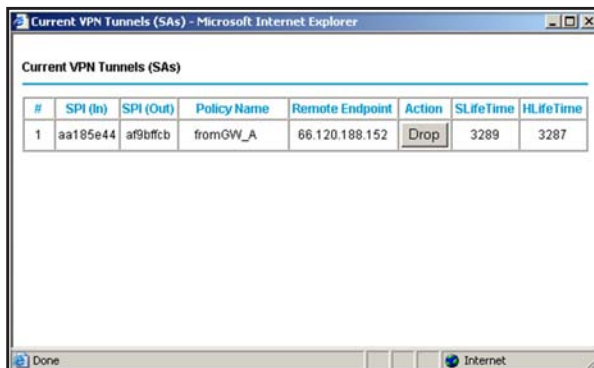 Current VPN Tunnels (SAs) - Microsoft Internet Explorer
Current VPN Tunnels (SAs)
# SPI (In) SPI (Out) Policy Name Remote Endpoint Action SLifeTime HLifeTime
1 aa185e44 af9bffcb fromGW_A 66.120.188.152 Drop 3289 3287
Done Internet